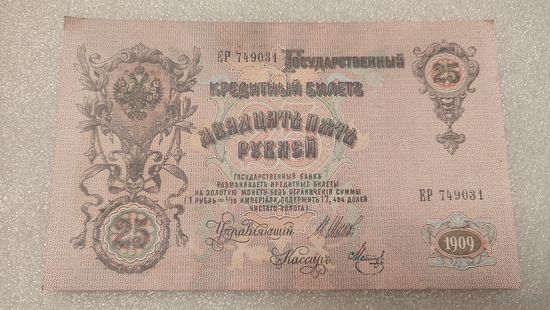 ЕР 749031
ГОСУДАРСТВЕННЫЙ
КРЕДИТНЫЙ БИЛЕТЪ
ДВАДЦАТЬ ПЯТЬ
РУБЛЕЙ
25
ГОСУДАРСТВЕННЫЙ БАНКЪ
РАЗМѢНИВАЕТЪ КРЕДИТНЫЕ БИЛЕТЫ
НА ЗОЛОТУЮ МОНЕТУ БЕЗЪ ОГРАНИЧЕНІЯ СУММЫ
(1 РУБЛЬ = 1/15 ИМПЕРІАЛА, СОДЕРЖИТЪ 17,424 ДОЛЕЙ
ЧИСТАГО ЗОЛОТА).
ЕР 749031
25
Управляющій
Кассиръ
1909